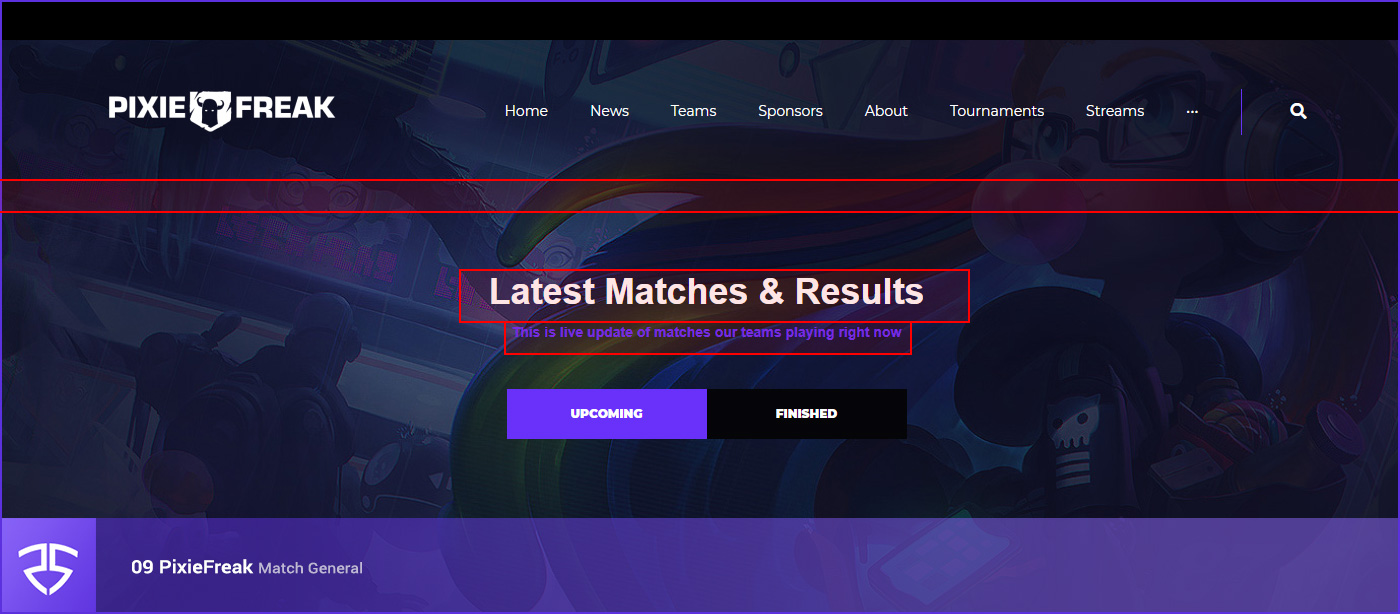 PIXIE FREAK
Home News Teams Sponsors About Tournaments Streams ...
Latest Matches & Results
This is live update of matches our teams playing right now
UPCOMING FINISHED
09 PixieFreak Match General